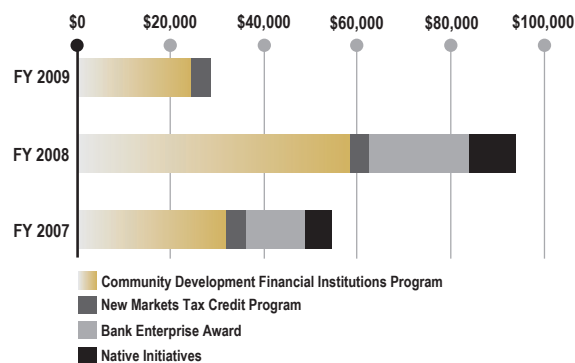 $0 $20,000 $40,000 $60,000 $80,000 $100,000
FY 2009
FY 2008
FY 2007
Community Development Financial Institutions Program
New Markets Tax Credit Program
Bank Enterprise Award
Native Initiatives